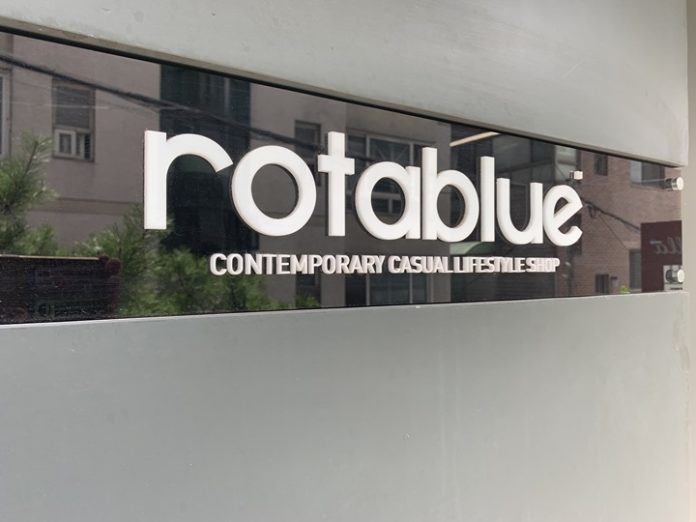 rotablue
CONTEMPORARY CASUAL LIFESTYLE SHOP